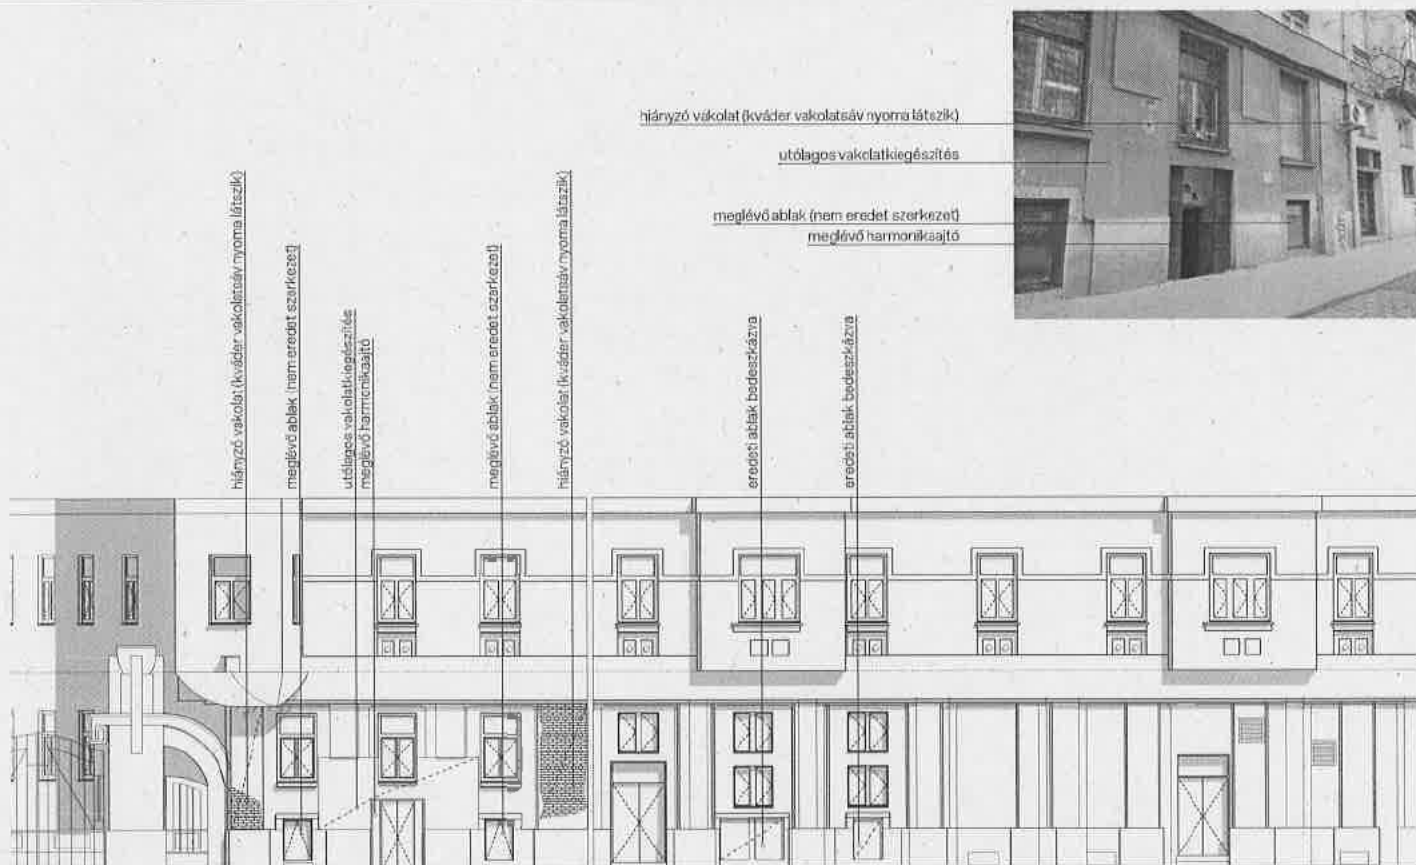 hiányzó vakolat (kváder vakolatsáv nyoma látszik)
utólagos vakolatkiegészítés
meglévő ablak (nem eredet szerkezet)
meglévő harmonikaajtó
hiányzó vakolat (kváder vakolatsáv nyoma látszik)
meglévő ablak (nem eredet szerkezet)
utólagos vakolatkiegészítés
meglévő harmonikaajtó
meglévő ablak (nem eredet szerkezet)
hiányzó vakolat (kváder vakolatsáv nyoma látszik)
eredeti ablak bedeszkázva
eredeti ablak bedeszkázva